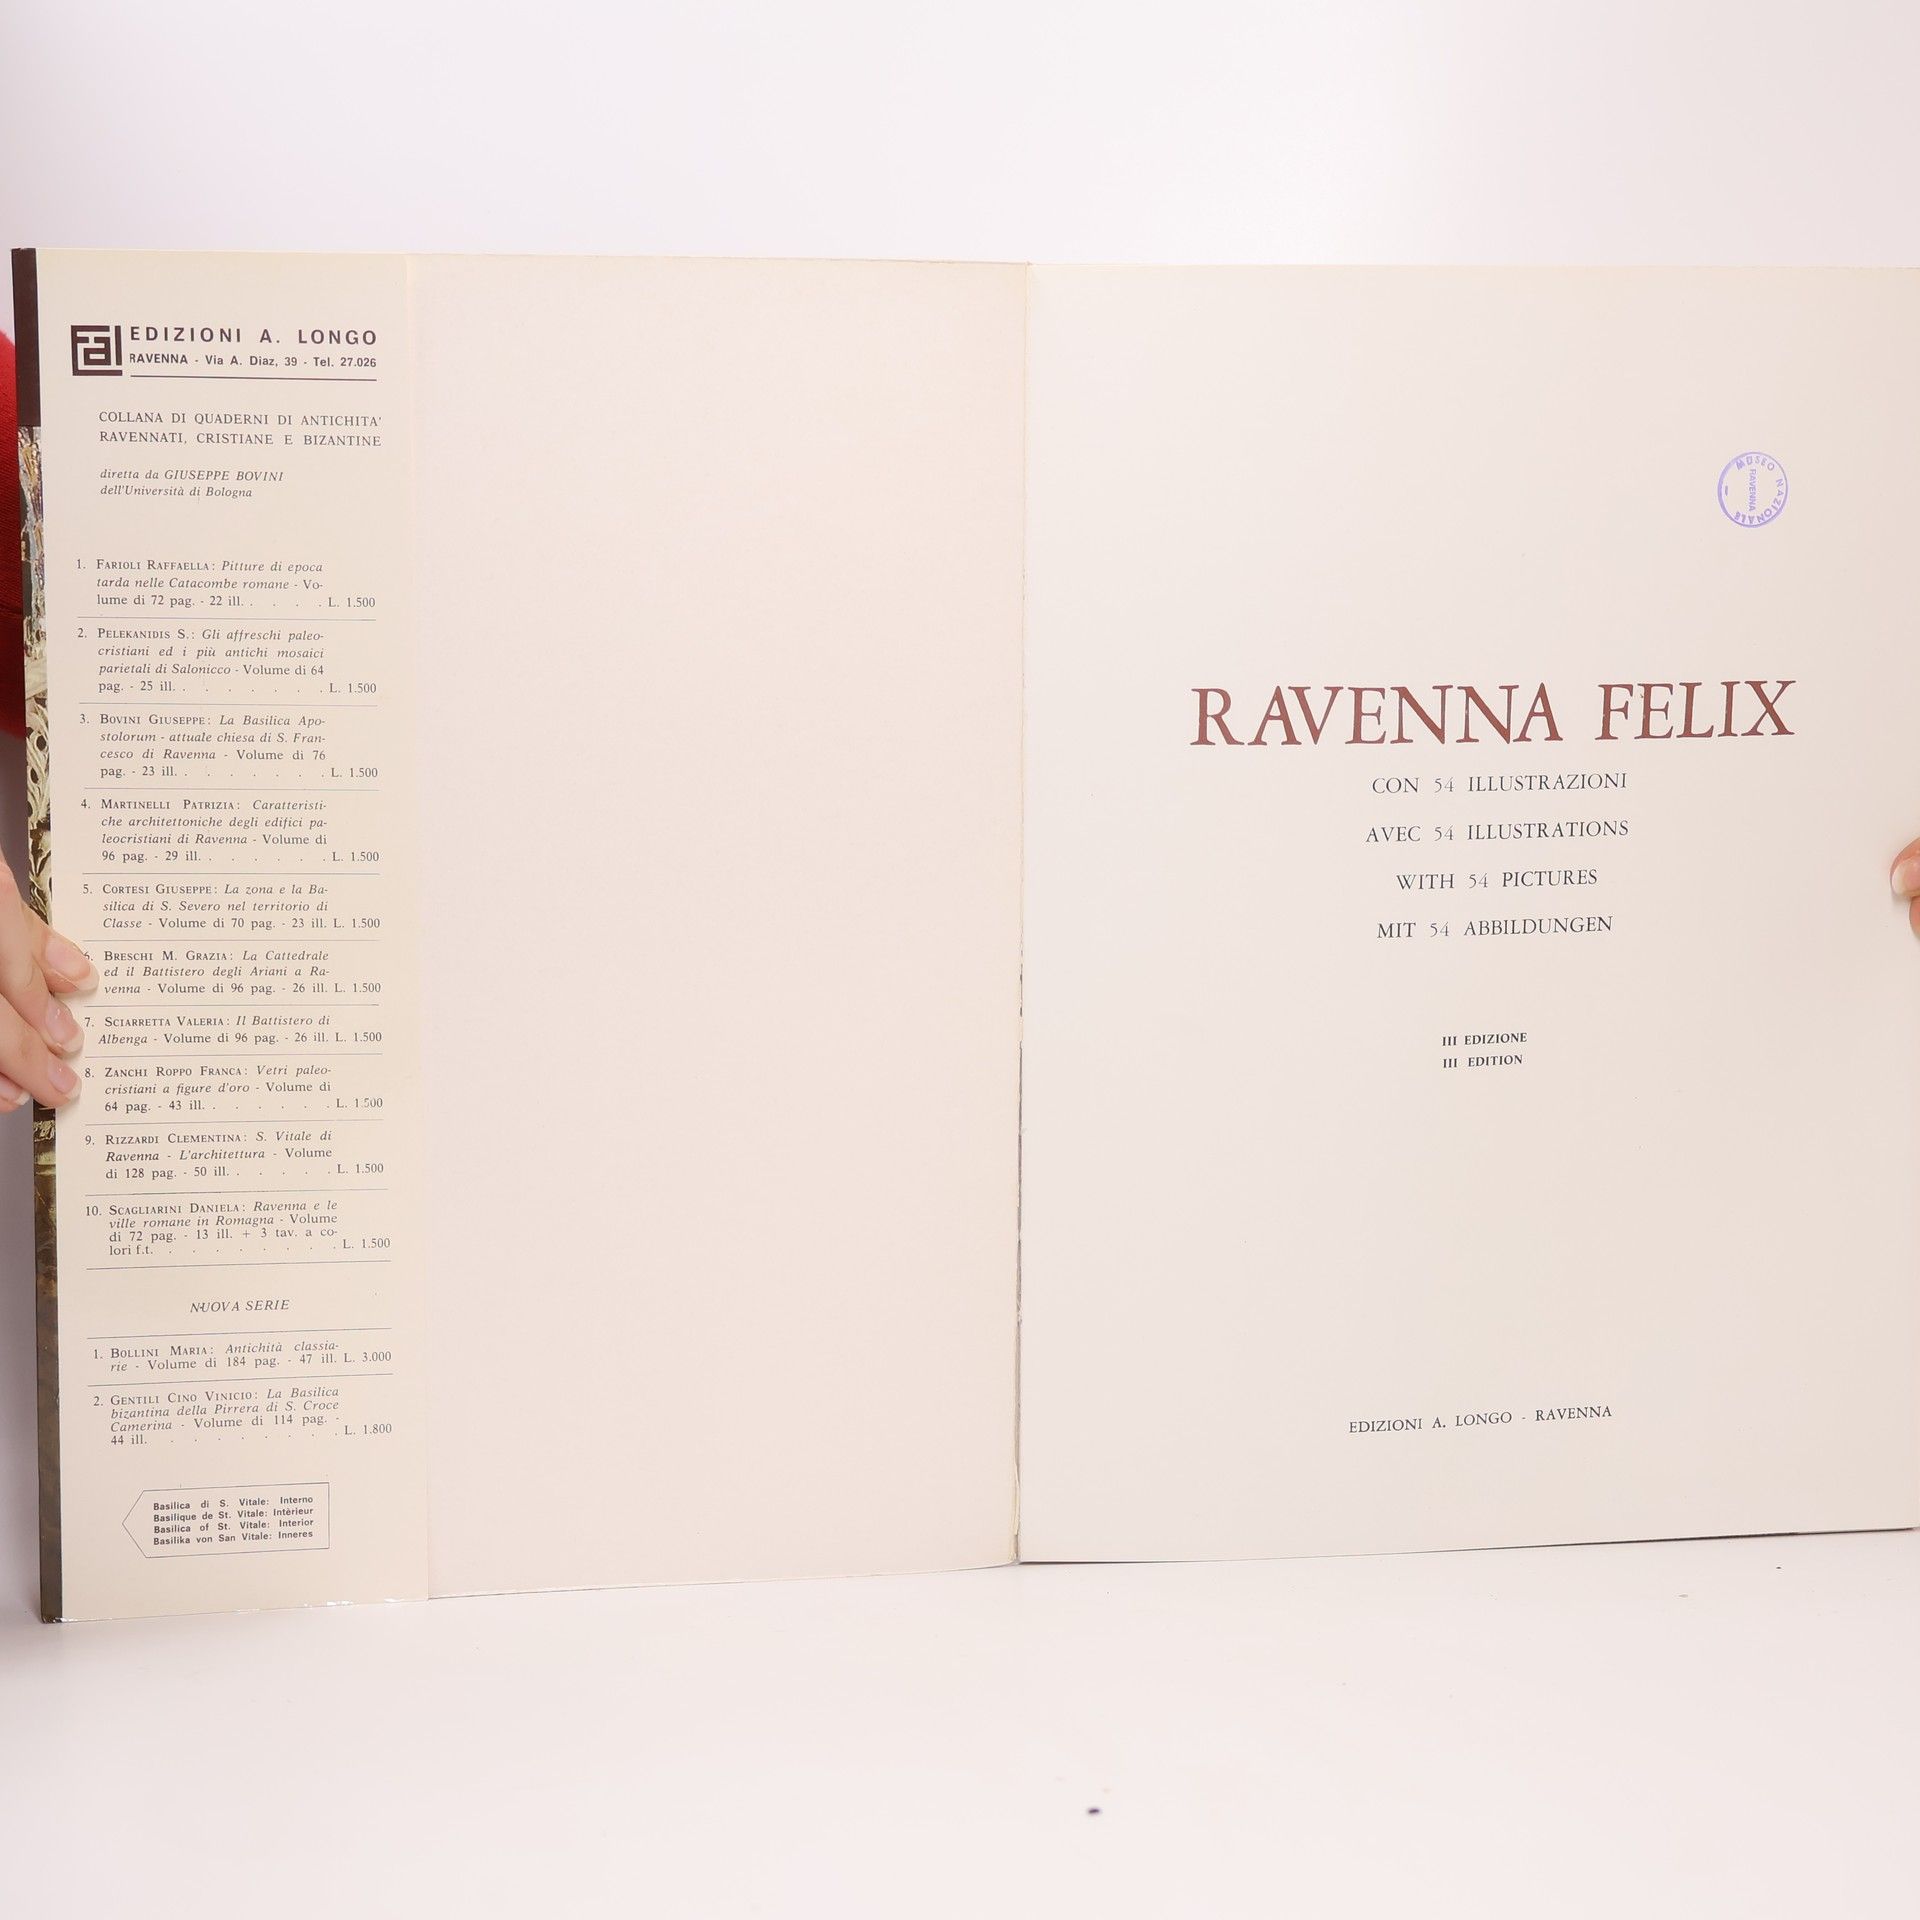 EDIZIONI A. LONGO
RAVENNA - Via A. Diaz, 39 - Tel. 27.026
COLLANA DI QUADERNI DI ANTICHITA'
RAVENNATI, CRISTIANE E BIZANTINE
diretta da GIUSEPPE BOVINI
dell'Università di Bologna
1. FARIOLI RAFFAELLA: Pitture di epoca
tarda nelle Catacombe romane - Vo-
lume di 72 pag. - 22 ill. . . . . L. 1.500
2. PELEKANIDIS S.: Gli affreschi paleo-
cristiani ed i più antichi mosaici
parietali di Salonicco - Volume di 64
pag. - 25 ill. . . . . . . . L. 1.500
3. BOVINI GIUSEPPE: La Basilica Apo-
stolorum - attuale chiesa di S. Fran-
cesco di Ravenna - Volume di 76
pag. - 23 ill. . . . . . . . L. 1.500
4. MARTINELLI PATRIZIA: Caratteristi-
che architettoniche degli edifici pa-
leocristiani di Ravenna - Volume di
96 pag. - 29 ill. . . . . . . L. 1.500
5. CORTESI GIUSEPPE: La zona e la Ba-
silica di S. Severo nel territorio di
Classe - Volume di 70 pag. - 23 ill. L. 1.500
6. BRESCHI M. GRAZIA: La Cattedrale
ed il Battistero degli Ariani a Ra-
venna - Volume di 96 pag. - 26 ill. L. 1.500
7. SCIARRETTA VALERIA: Il Battistero di
Albenga - Volume di 96 pag. - 26 ill. L. 1.500
8. ZANCHI ROPPO FRANCA: Vetri paleo-
cristiani a figure d'oro - Volume di
64 pag. - 43 ill. . . . . . . L. 1.500
9. RIZZARDI CLEMENTINA: S. Vitale di
Ravenna - L'architettura - Volume
di 128 pag. - 50 ill. . . . . . L. 1.500
10. SCAGLIARINI DANIELA: Ravenna e le
ville romane in Romagna - Volume
di 72 pag. - 13 ill. + 3 tav. a co-
lori f.t. . . . . . . . . L. 1.500
NUOVA SERIE
1. BOLLINI MARIA: Antichità classia-
rie - Volume di 184 pag. - 47 ill. L. 3.000
2. GENTILI CINO VINICIO: La Basilica
bizantina della Pirrera di S. Croce
Camerina - Volume di 114 pag. -
44 ill. . . . . . . . . L. 1.800
Basilica di S. Vitale: Interno
Basilique de St. Vitale: Intèrieur
Basilica of St. Vitale: Interior
Basilika von San Vitale: Inneres
MUSEO NAZIONALE
RAVENNA
RAVENNA FELIX
CON 54 ILLUSTRAZIONI
AVEC 54 ILLUSTRATIONS
WITH 54 PICTURES
MIT 54 ABBILDUNGEN
III EDIZIONE
III EDITION
EDIZIONI A. LONGO - RAVENNA